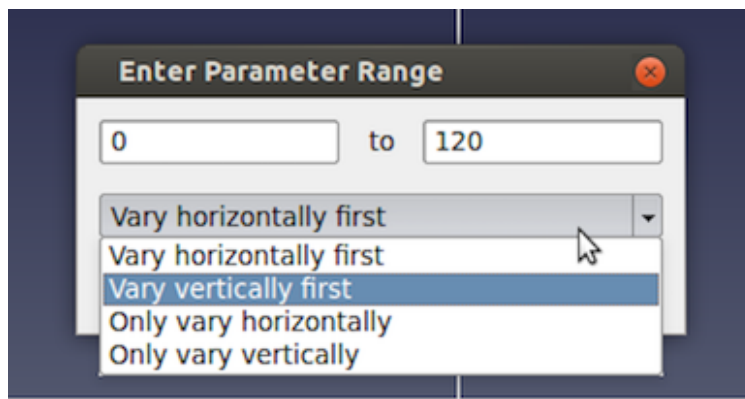 Enter Parameter Range
0 to 120
Vary horizontally first
Vary horizontally first
Vary vertically first
Only vary horizontally
Only vary vertically